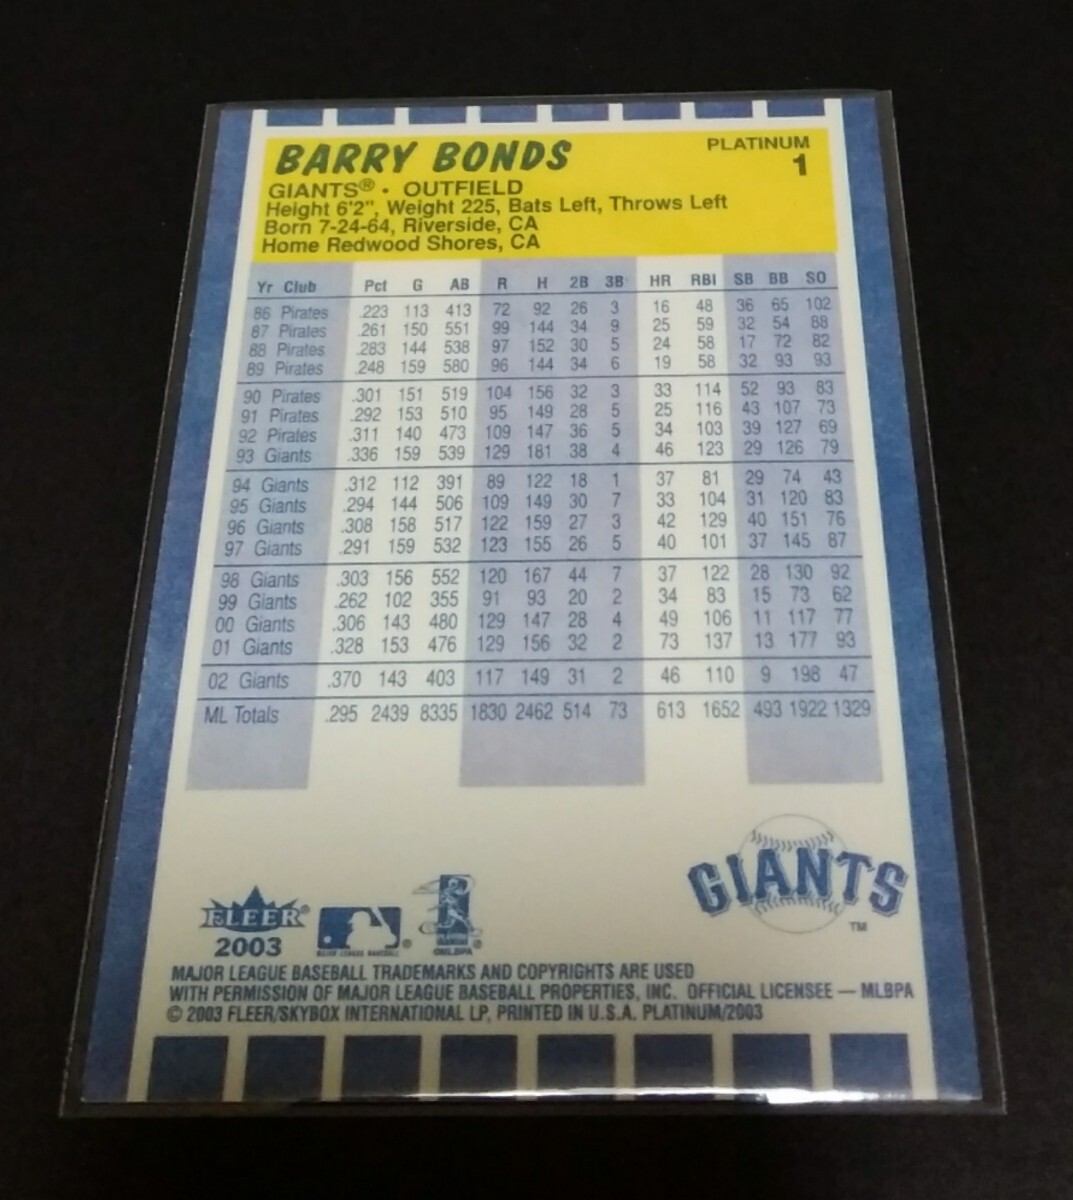 BARRY BONDS
PLATINUM
1
GIANTS® • OUTFIELD
Height 6'2", Weight 225, Bats Left, Throws Left
Born 7-24-64, Riverside, CA
Home Redwood Shores, CA
Yr Club Pct G AB R H 2B 3B HR RBI SB BB SO
86 Pirates .223 113 413 72 92 26 3 16 48 36 65 102
87 Pirates .261 150 551 99 144 34 9 25 59 32 54 88
88 Pirates .283 144 538 97 152 30 5 24 58 17 72 82
89 Pirates .248 159 580 96 144 34 6 19 58 32 93 93
90 Pirates .301 151 519 104 156 32 3 33 114 52 93 83
91 Pirates .292 153 510 95 149 28 5 25 116 43 107 73
92 Pirates .311 140 473 109 147 36 5 34 103 39 127 69
93 Giants .336 159 539 129 181 38 4 46 123 29 126 79
94 Giants .312 112 391 89 122 18 1 37 81 29 74 43
95 Giants .294 144 506 109 149 30 7 33 104 31 120 83
96 Giants .308 158 517 122 159 27 3 42 129 40 151 76
97 Giants .291 159 532 123 155 26 5 40 101 37 145 87
98 Giants .303 156 552 120 167 44 7 37 122 28 130 92
99 Giants .262 102 355 91 93 20 2 34 83 15 73 62
00 Giants .306 143 480 129 147 28 4 49 106 11 117 77
01 Giants .328 153 476 129 156 32 2 73 137 13 177 93
02 Giants .370 143 403 117 149 31 2 46 110 9 198 47
ML Totals .295 2439 8335 1830 2462 514 73 613 1652 493 1922 1329
GIANTS
TM
FLEER®
2003
MAJOR LEAGUE BASEBALL
®
®
MAJOR LEAGUE BASEBALL TRADEMARKS AND COPYRIGHTS ARE USED
WITH PERMISSION OF MAJOR LEAGUE BASEBALL PROPERTIES, INC. OFFICIAL LICENSEE — MLBPA
© 2003 FLEER/SKYBOX INTERNATIONAL LP, PRINTED IN U.S.A. PLATINUM/2003